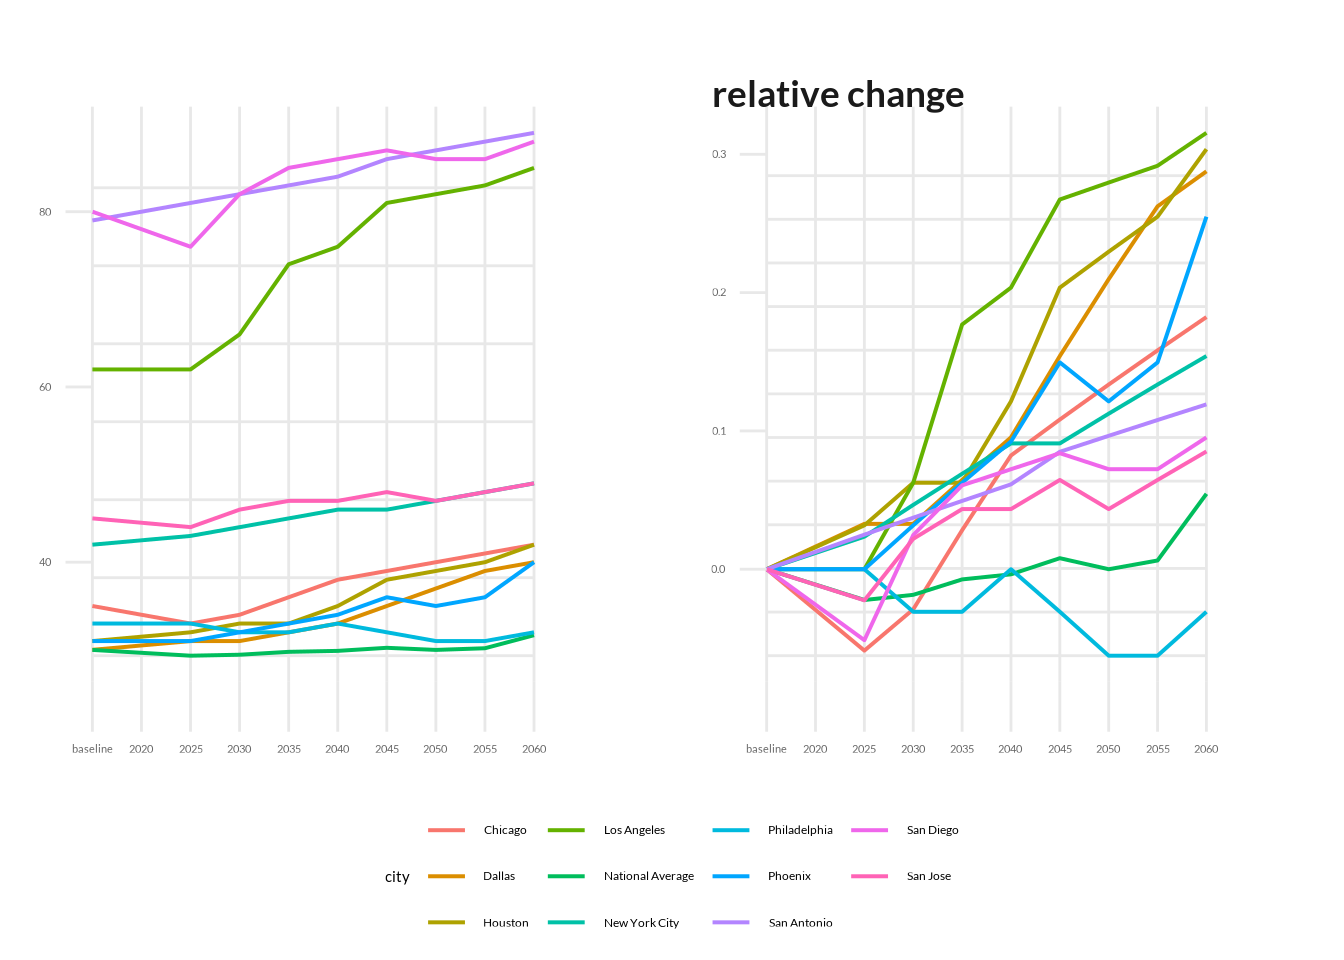 relative change
80
60
40
baseline 2020 2025 2030 2035 2040 2045 2050 2055 2060
0.3
0.2
0.1
0.0
baseline 2020 2025 2030 2035 2040 2045 2050 2055 2060
city
Chicago Los Angeles Philadelphia San Diego
Dallas National Average Phoenix San Jose
Houston New York City San Antonio